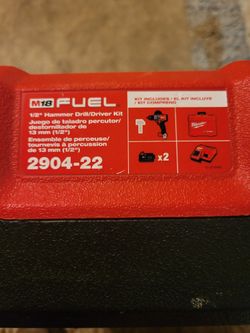 M18 FUEL
1/2" Hammer Drill/Driver Kit
Juego de taladro percutor/
destornillador de
13 mm (1/2")
Ensemble de perceuse/
tournevis à percussion
de 13 mm (1/2")
2904-22
KIT INCLUDES / EL KIT INCLUYE
/ KIT COMPREND
x2
Milwaukee